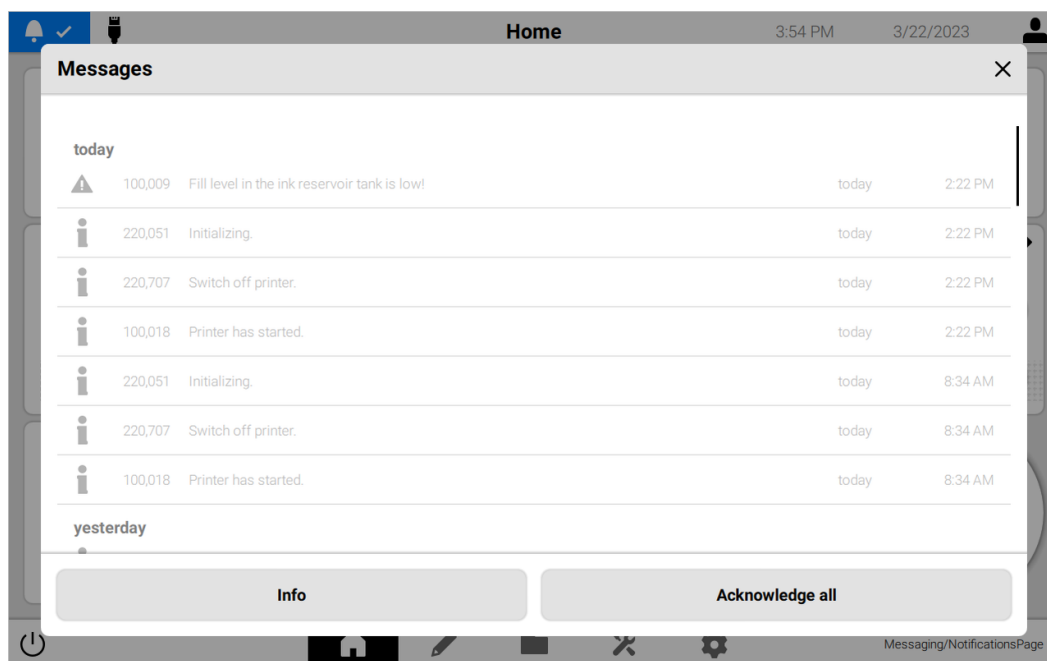 Home 3:54 PM 3/22/2023
Messages
today
100,009 Fill level in the ink reservoir tank is low! today 2:22 PM
220,051 Initializing. today 2:22 PM
220,707 Switch off printer. today 2:22 PM
100,018 Printer has started. today 2:22 PM
220,051 Initializing. today 8:34 AM
220,707 Switch off printer. today 8:34 AM
100,018 Printer has started. today 8:34 AM
yesterday
Info Acknowledge all
Messaging/NotificationsPage